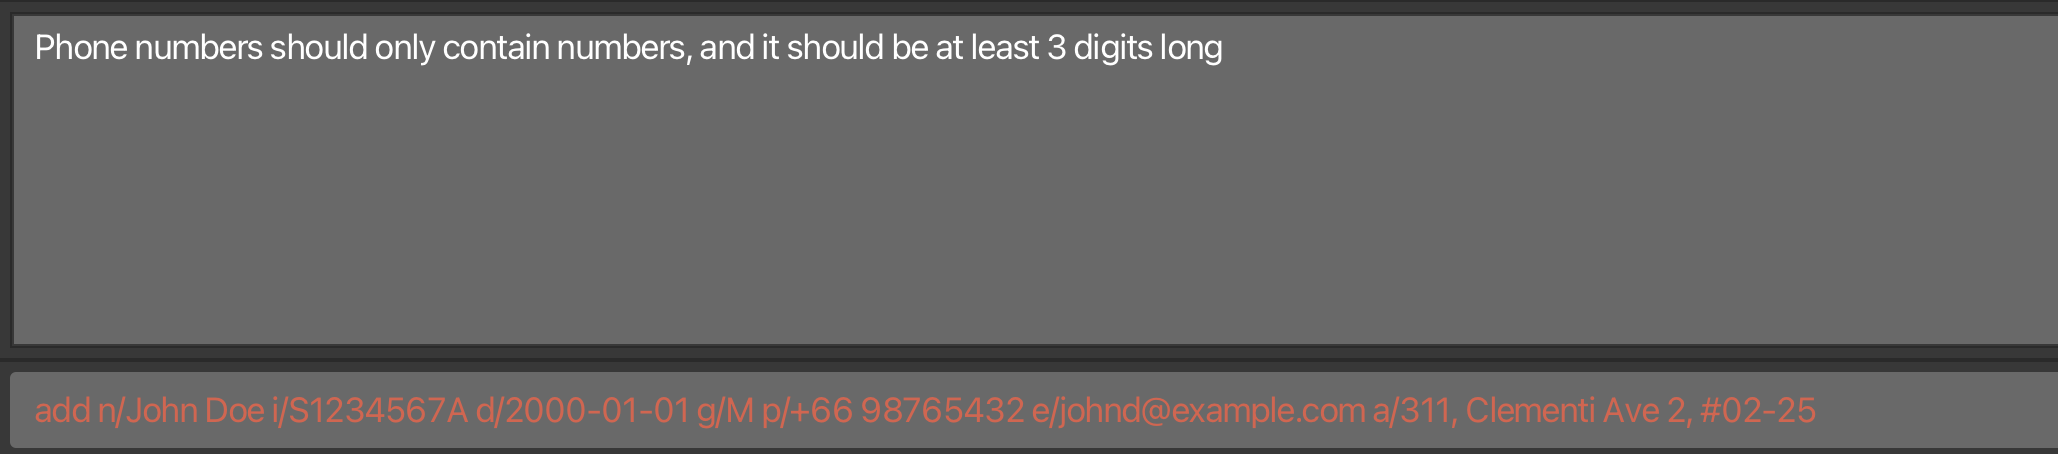 Phone numbers should only contain numbers, and it should be at least 3 digits long
add n/John Doe i/S1234567A d/2000-01-01 g/M p/+66 98765432 e/johnd@example.com a/311, Clementi Ave 2, #02-25